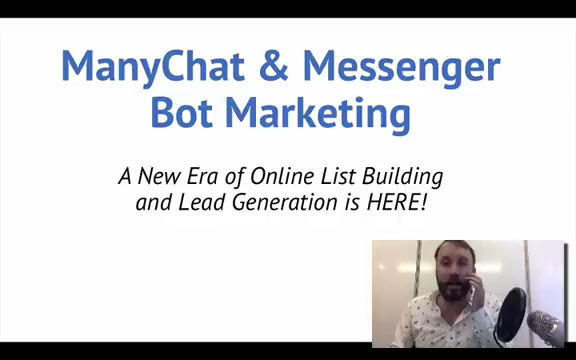 ManyChat & Messenger
Bot Marketing
A New Era of Online List Building
and Lead Generation is HERE!